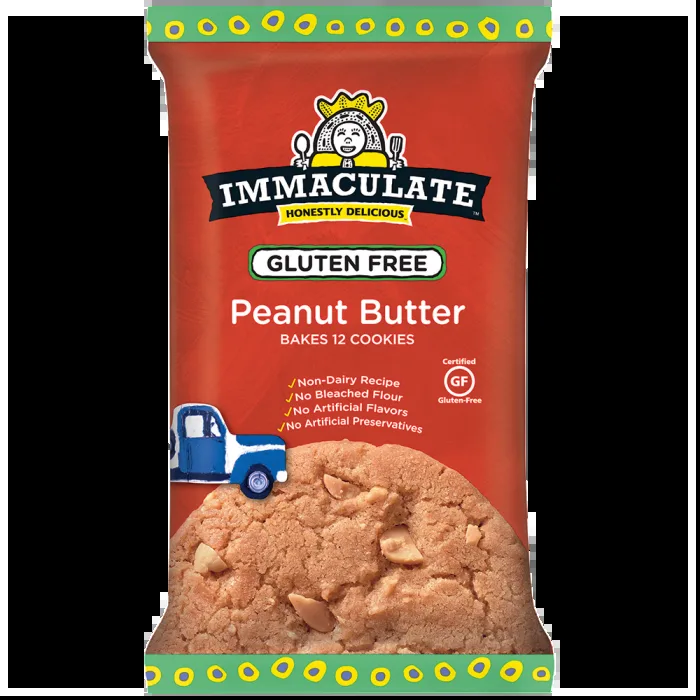 IMMACULATE
HONESTLY DELICIOUS
™
GLUTEN FREE
Peanut Butter
BAKES 12 COOKIES
✓Non-Dairy Recipe
✓No Bleached Flour
✓No Artificial Flavors
✓No Artificial Preservatives
Certified
GF
Gluten-Free